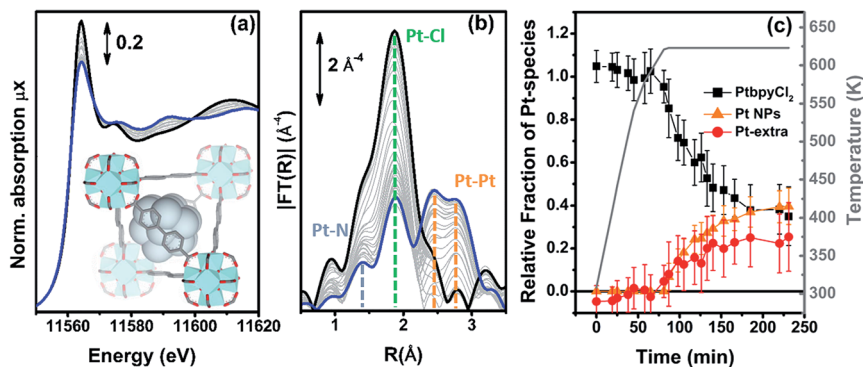 (a)
0.2
Norm. absorption μx
11560 11580 11600 11620
Energy (eV)
(b)
2 Å⁻⁴
Pt-Cl
Pt-Pt
Pt-N
|FT(R)| (Å⁻⁴)
1 2 3
R(Å)
(c)
PtbpyCl₂
Pt NPs
Pt-extra
Relative Fraction of Pt-species
1.2
1.0
0.8
0.6
0.4
0.2
0.0
0 50 100 150 200 250
Time (min)
650
600
550
500
450
400
350
300
Temperature (K)